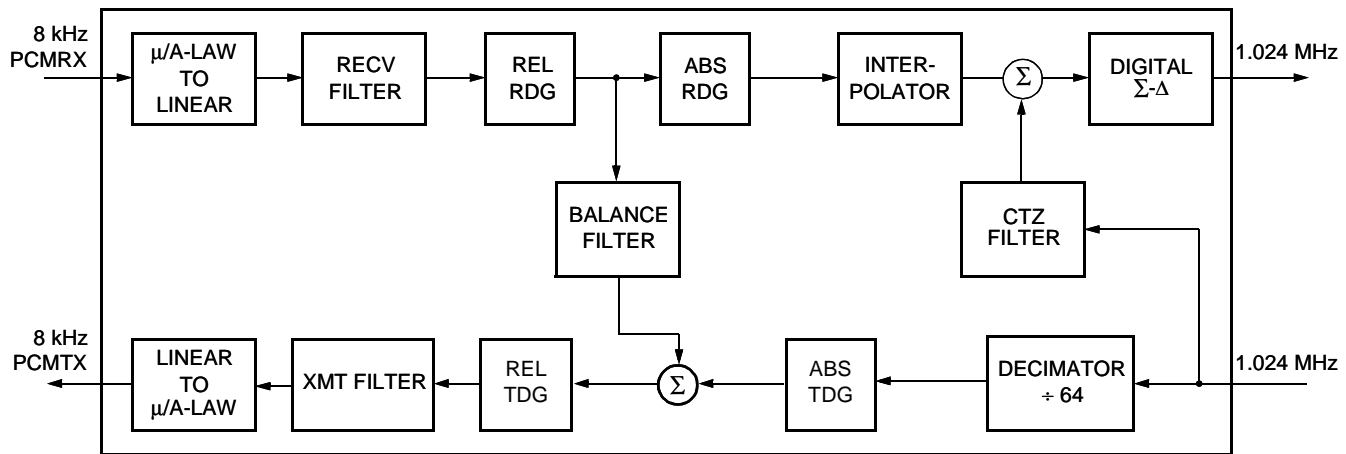 8 kHz
PCMRX
μ/A-LAW
TO
LINEAR
RECV
FILTER
REL
RDG
ABS
RDG
INTER-
POLATOR
Σ
DIGITAL
Σ-Δ
1.024 MHz
BALANCE
FILTER
CTZ
FILTER
8 kHz
PCMTX
LINEAR
TO
μ/A-LAW
XMT FILTER
REL
TDG
Σ
ABS
TDG
DECIMATOR
÷ 64
1.024 MHz